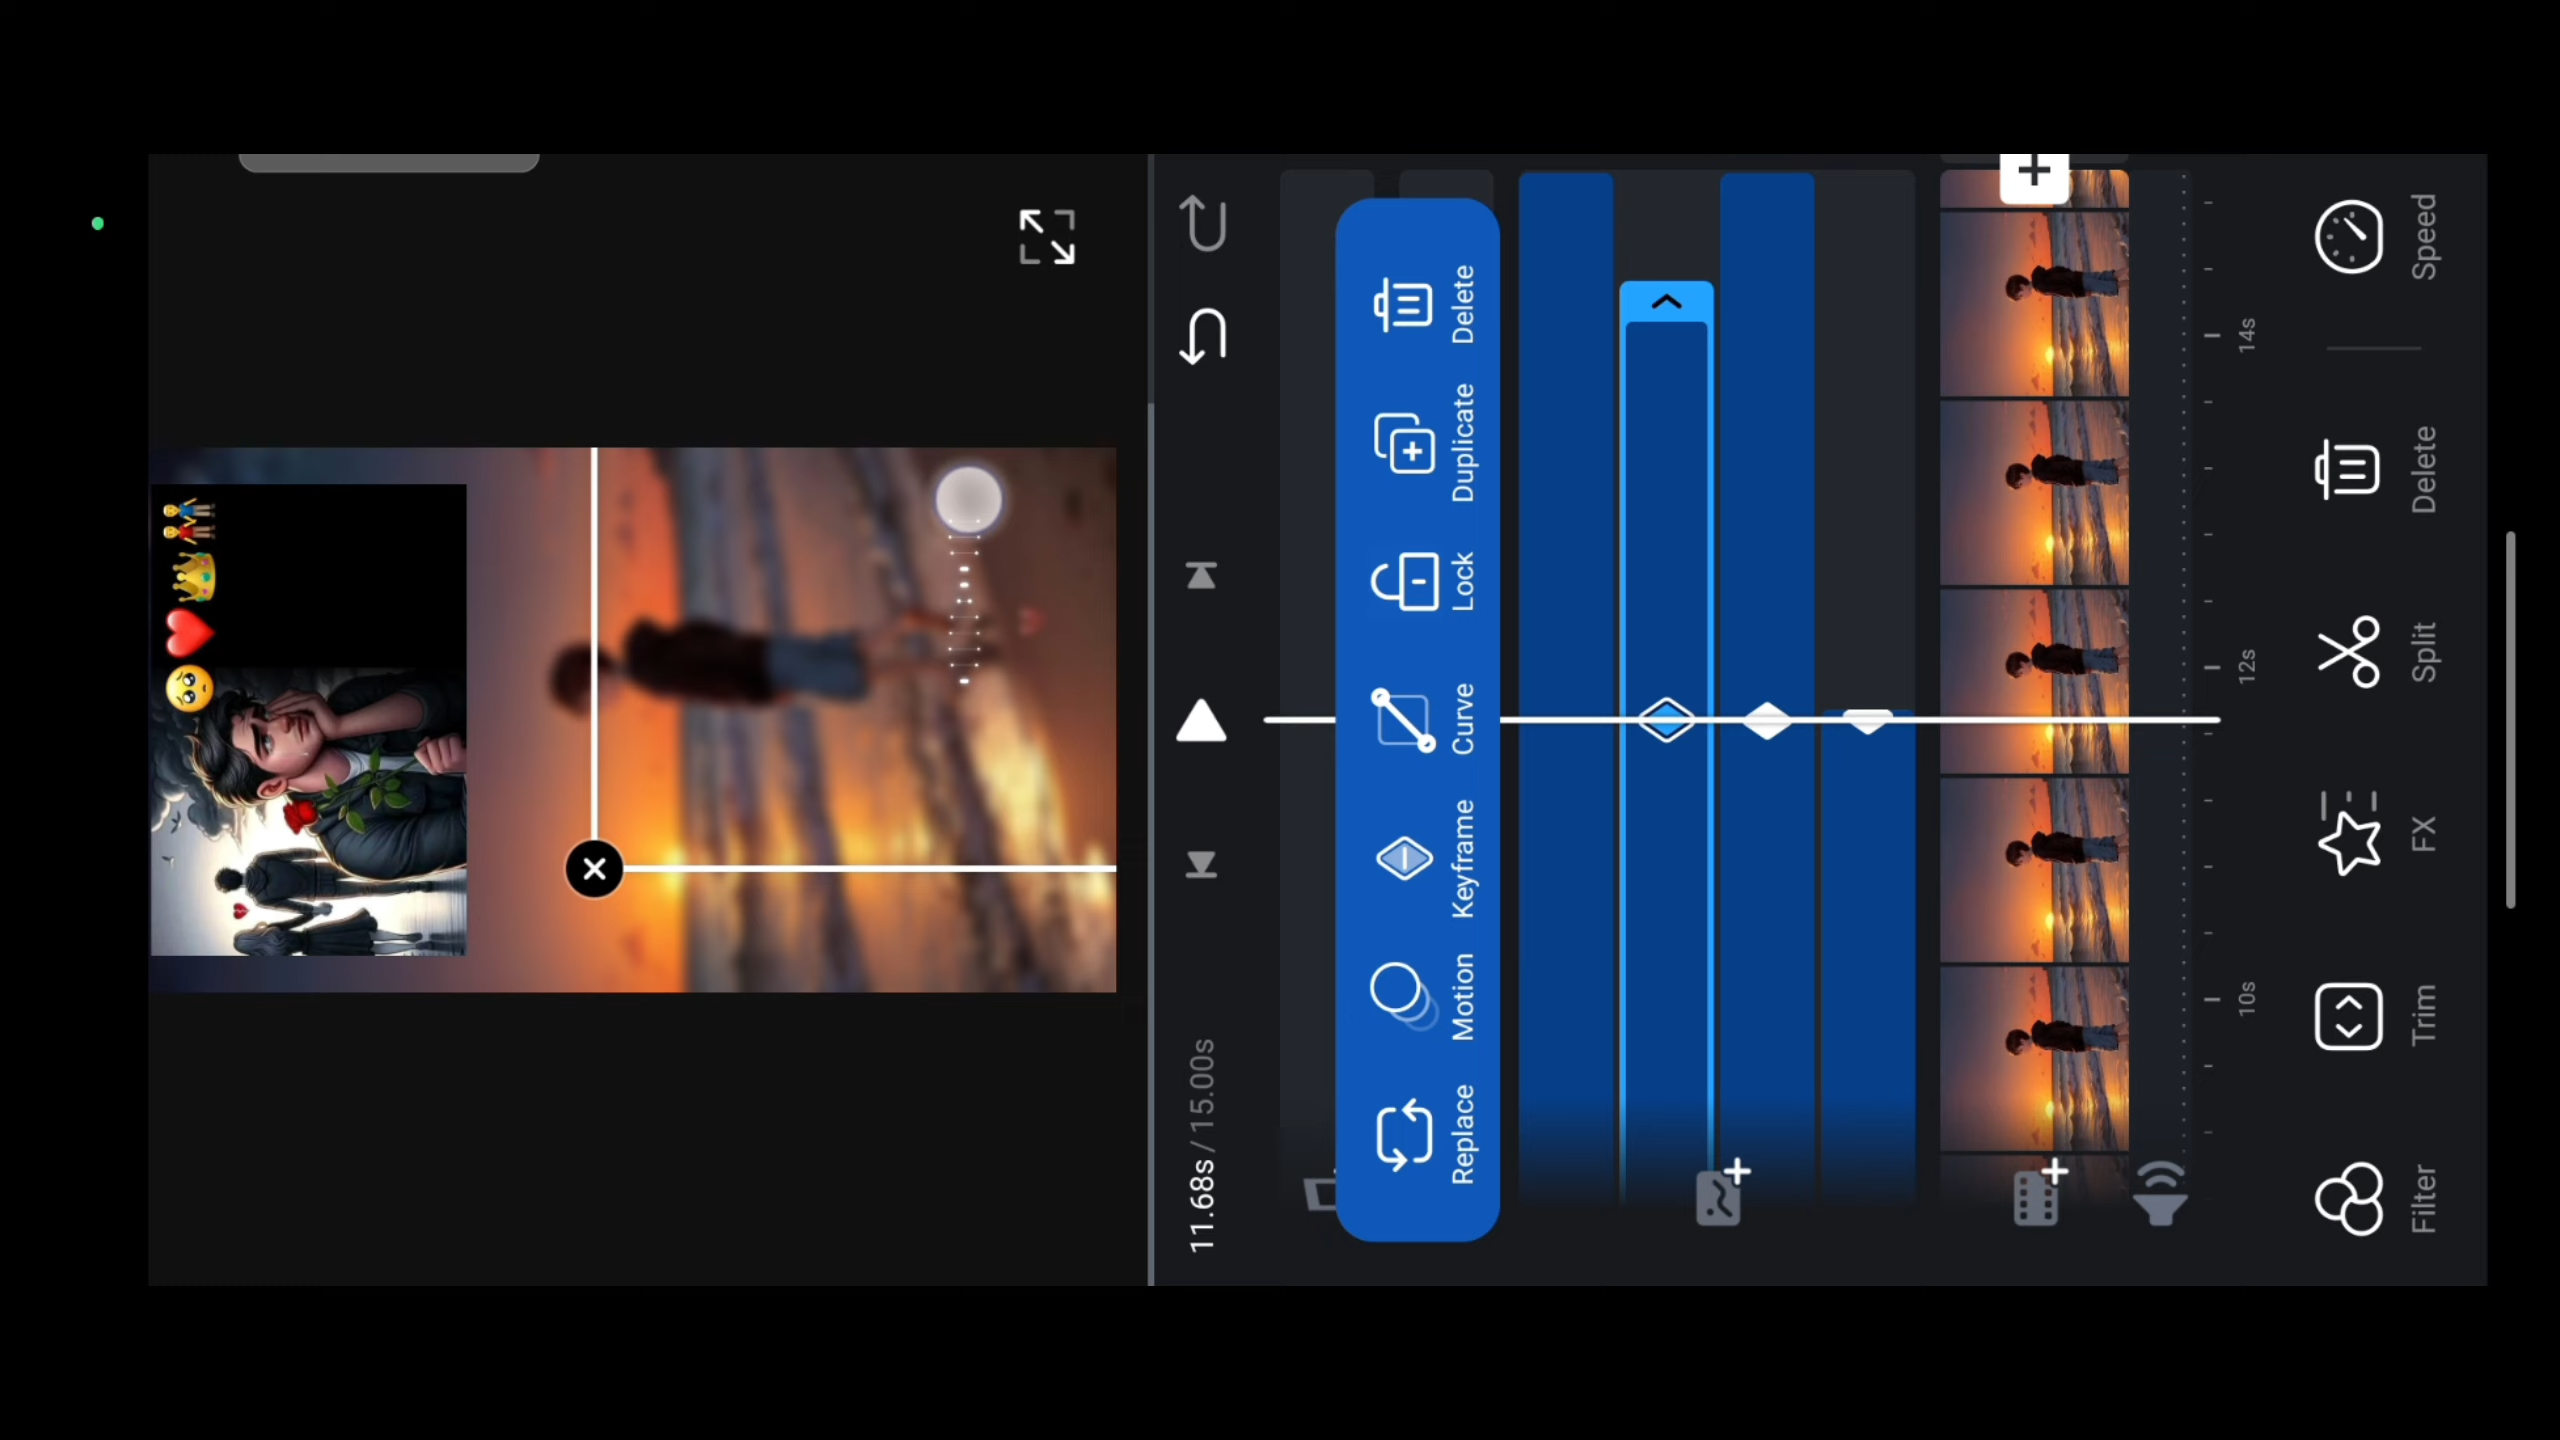 11.68s / 15.00s
Replace
Motion
Keyframe
Curve
Lock
Duplicate
Delete
10s
12s
14s
Filter
Trim
FX
Split
Delete
Speed